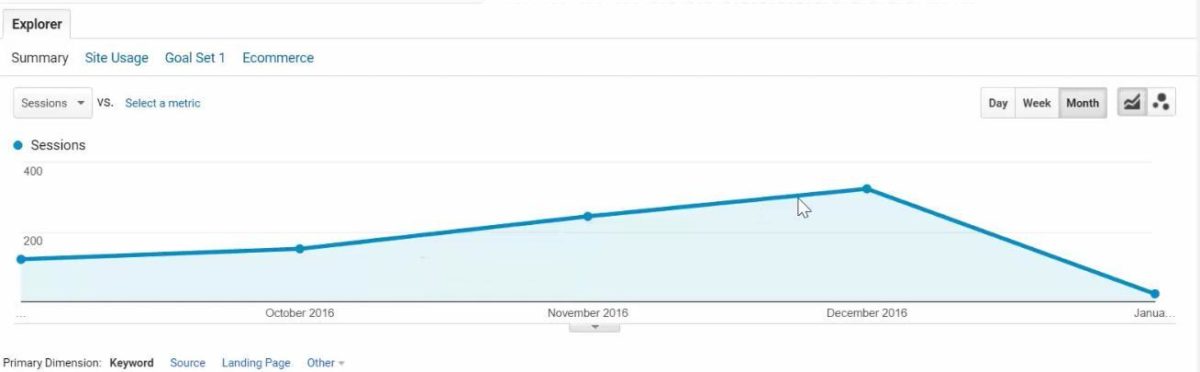 Explorer
Summary Site Usage Goal Set 1 Ecommerce
Sessions VS. Select a metric Day Week Month
Sessions
400
200
... October 2016 November 2016 December 2016 Janua...
Primary Dimension: Keyword Source Landing Page Other